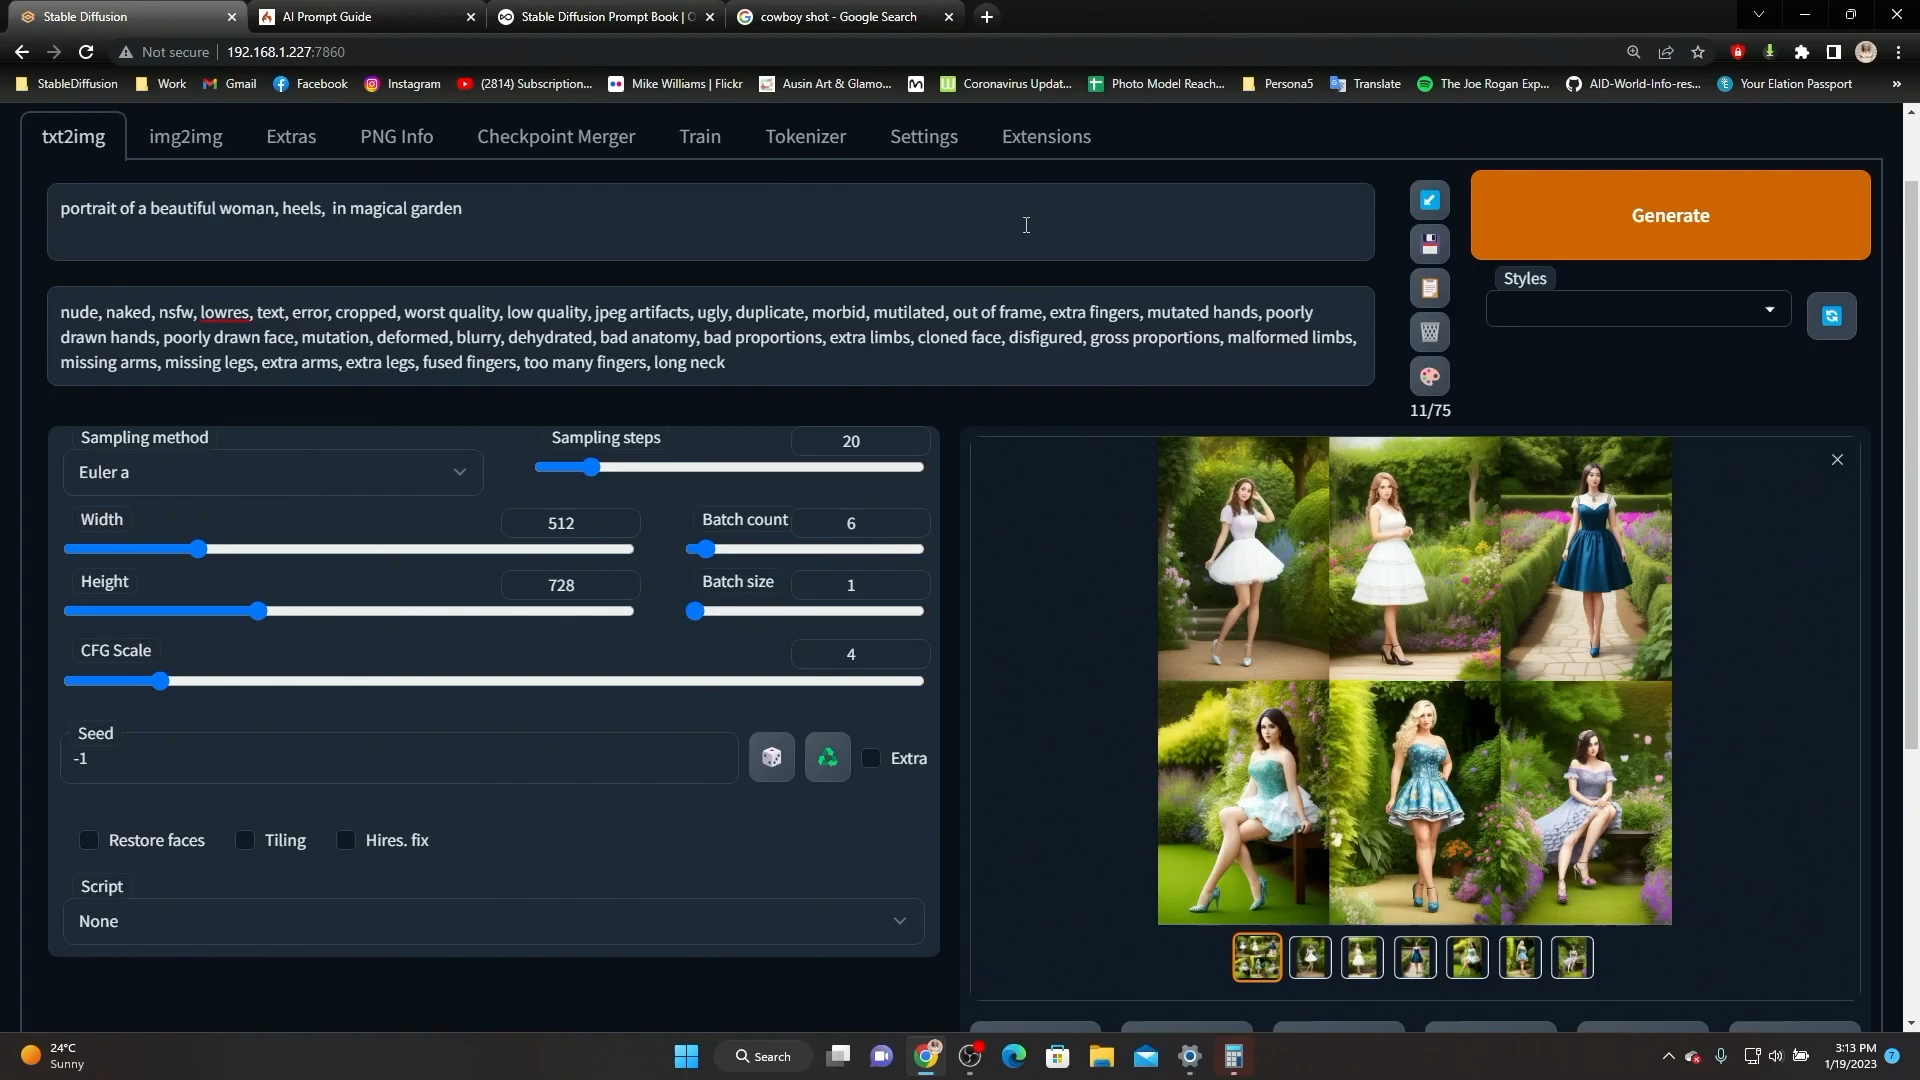 Stable Diffusion
AI Prompt Guide
Stable Diffusion Prompt Book | O
cowboy shot - Google Search
Not secure
192.168.1.227:7860
StableDiffusion
Work
Gmail
Facebook
Instagram
(2814) Subscription...
Mike Williams | Flickr
Ausin Art & Glamo...
Coronavirus Updat...
Photo Model Reach...
Persona5
Translate
The Joe Rogan Exp...
AID-World-Info-res...
Your Elation Passport
»
txt2img
img2img
Extras
PNG Info
Checkpoint Merger
Train
Tokenizer
Settings
Extensions
portrait of a beautiful woman, heels,  in magical garden
Generate
Styles
nude, naked, nsfw, lowres, text, error, cropped, worst quality, low quality, jpeg artifacts, ugly, duplicate, morbid, mutilated, out of frame, extra fingers, mutated hands, poorly
drawn hands, poorly drawn face, mutation, deformed, blurry, dehydrated, bad anatomy, bad proportions, extra limbs, cloned face, disfigured, gross proportions, malformed limbs,
missing arms, missing legs, extra arms, extra legs, fused fingers, too many fingers, long neck
11/75
Sampling method
Euler a
Sampling steps
20
Width
512
Batch count
6
Height
728
Batch size
1
CFG Scale
4
Seed
-1
Extra
Restore faces
Tiling
Hires. fix
Script
None
24°C
Sunny
Search
3:13 PM
1/19/2023
7